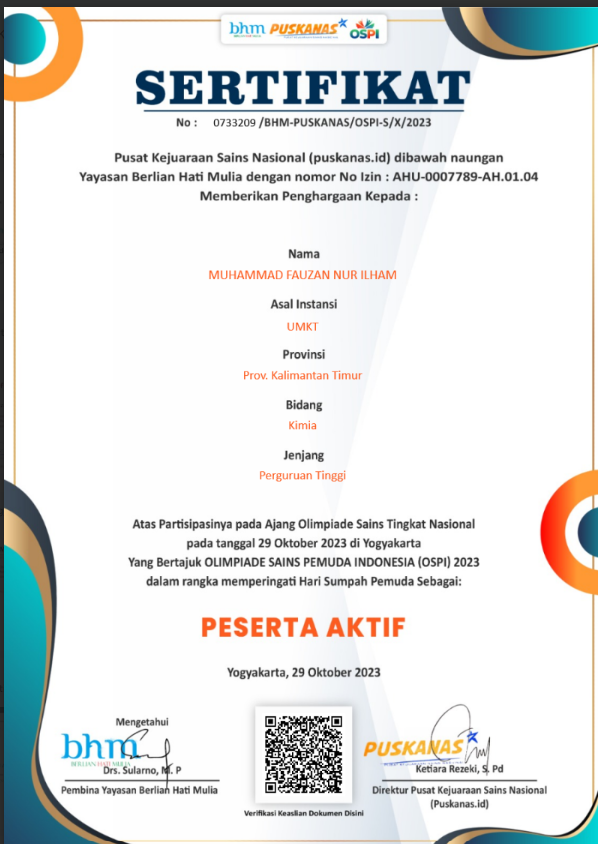 bhm PUSKANAS OSPI
SERTIFIKAT
No : 0733209 /BHM-PUSKANAS/OSPI-S/X/2023
Pusat Kejuaraan Sains Nasional (puskanas.id) dibawah naungan
Yayasan Berlian Hati Mulia dengan nomor No Izin : AHU-0007789-AH.01.04
Memberikan Penghargaan Kepada :
Nama
MUHAMMAD FAUZAN NUR ILHAM
Asal Instansi
UMKT
Provinsi
Prov. Kalimantan Timur
Bidang
Kimia
Jenjang
Perguruan Tinggi
Atas Partisipasinya pada Ajang Olimpiade Sains Tingkat Nasional
pada tanggal 29 Oktober 2023 di Yogyakarta
Yang Bertajuk OLIMPIADE SAINS PEMUDA INDONESIA (OSPI) 2023
dalam rangka memperingati Hari Sumpah Pemuda Sebagai:
PESERTA AKTIF
Yogyakarta, 29 Oktober 2023
Mengetahui
bhm
BERLIAN HATI MULIA
Drs. Sularno, M. P
Pembina Yayasan Berlian Hati Mulia
Verifikasi Keaslian Dokumen Disini
PUSKANAS
Ketiara Rezeki, S. Pd
Direktur Pusat Kejuaraan Sains Nasional
(Puskanas.id)